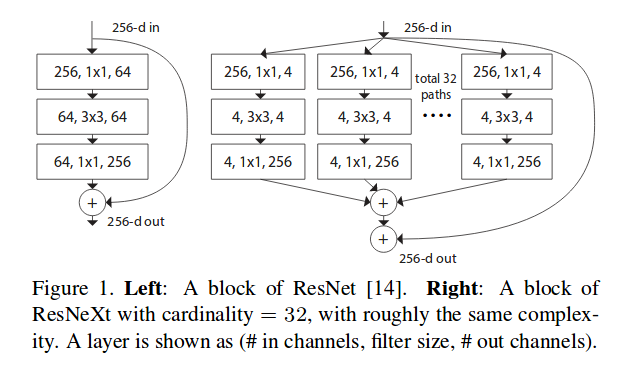 256-d in
256, 1x1, 64
64, 3x3, 64
64, 1x1, 256
+
256-d out
256-d in
256, 1x1, 4
256, 1x1, 4
total 32
paths
....
256, 1x1, 4
4, 3x3, 4
4, 3x3, 4
4, 3x3, 4
4, 1x1, 256
4, 1x1, 256
4, 1x1, 256
+
+
256-d out
Figure 1. Left: A block of ResNet [14]. Right: A block of
ResNeXt with cardinality = 32, with roughly the same complex-
ity. A layer is shown as (# in channels, filter size, # out channels).